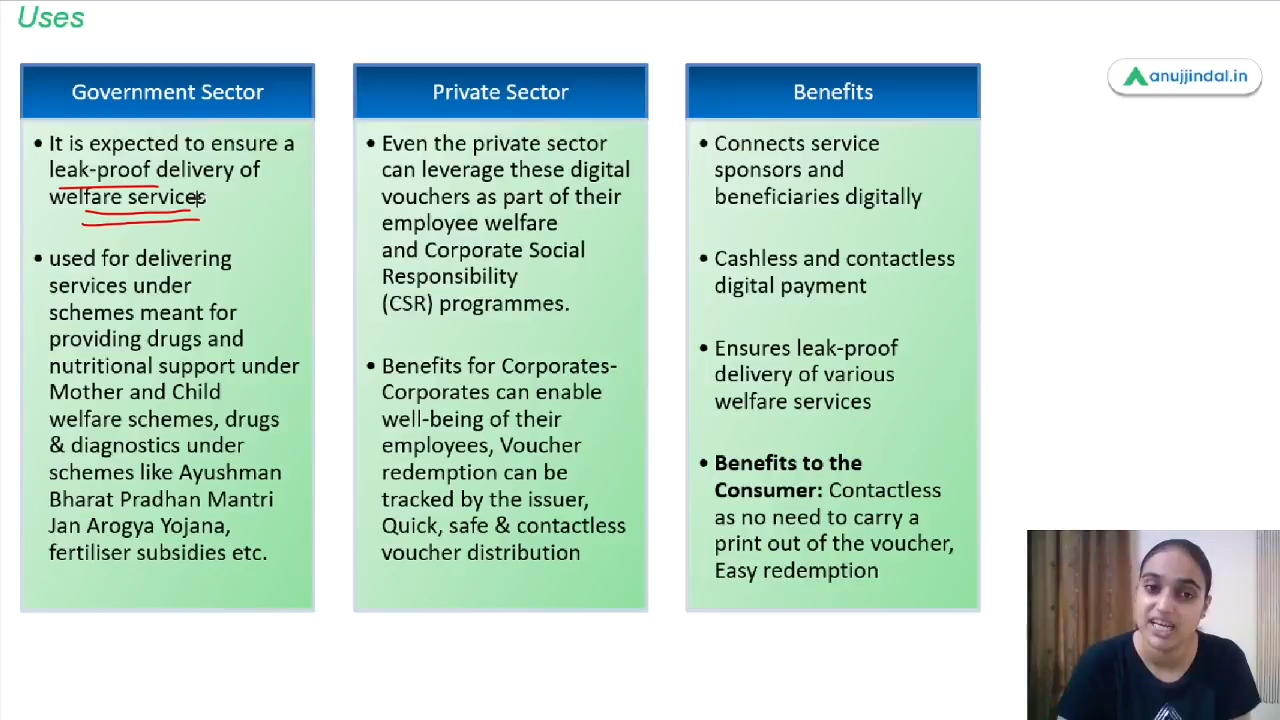 Uses
Government Sector
• It is expected to ensure a
leak-proof delivery of
welfare services
• used for delivering
services under
schemes meant for
providing drugs and
nutritional support under
Mother and Child
welfare schemes, drugs
& diagnostics under
schemes like Ayushman
Bharat Pradhan Mantri
Jan Arogya Yojana,
fertiliser subsidies etc.
Private Sector
• Even the private sector
can leverage these digital
vouchers as part of their
employee welfare
and Corporate Social
Responsibility
(CSR) programmes.
• Benefits for Corporates-
Corporates can enable
well-being of their
employees, Voucher
redemption can be
tracked by the issuer,
Quick, safe & contactless
voucher distribution
Benefits
• Connects service
sponsors and
beneficiaries digitally
• Cashless and contactless
digital payment
• Ensures leak-proof
delivery of various
welfare services
• Benefits to the
Consumer: Contactless
as no need to carry a
print out of the voucher,
Easy redemption
anujjindal.in